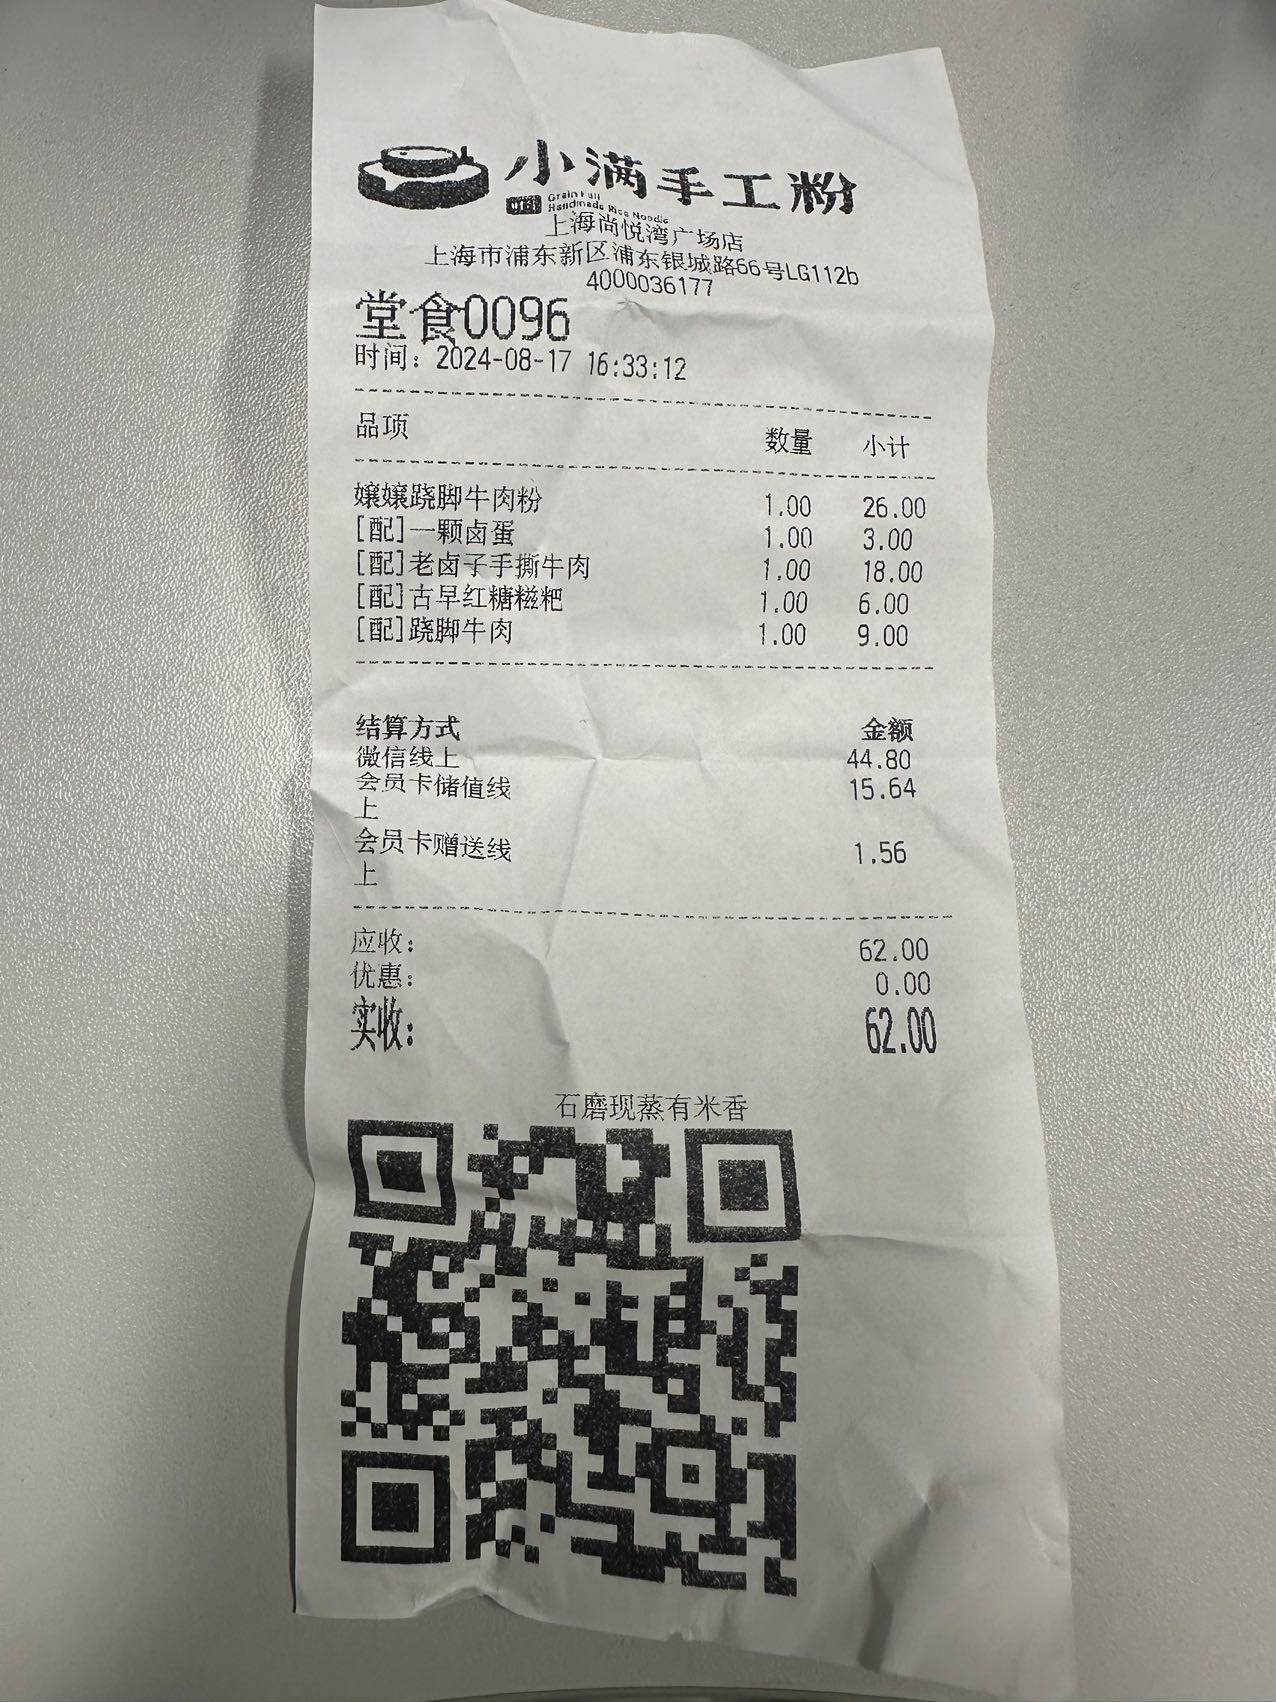 小满手工粉
Grain Full
Handmade Rice Noodle
上海尚悦湾广场店
上海市浦东新区浦东银城路66号LG112b
4000036177
堂食0096
时间：2024-08-17 16:33:12
品项 数量 小计
嬢嬢跷脚牛肉粉 1.00 26.00
[配]一颗卤蛋 1.00 3.00
[配]老卤子手撕牛肉 1.00 18.00
[配]古早红糖糍粑 1.00 6.00
[配]跷脚牛肉 1.00 9.00
结算方式 金额
微信线上 44.80
会员卡储值线 15.64
上
会员卡赠送线 1.56
上
应收： 62.00
优惠： 0.00
实收： 62.00
石磨现蒸有米香